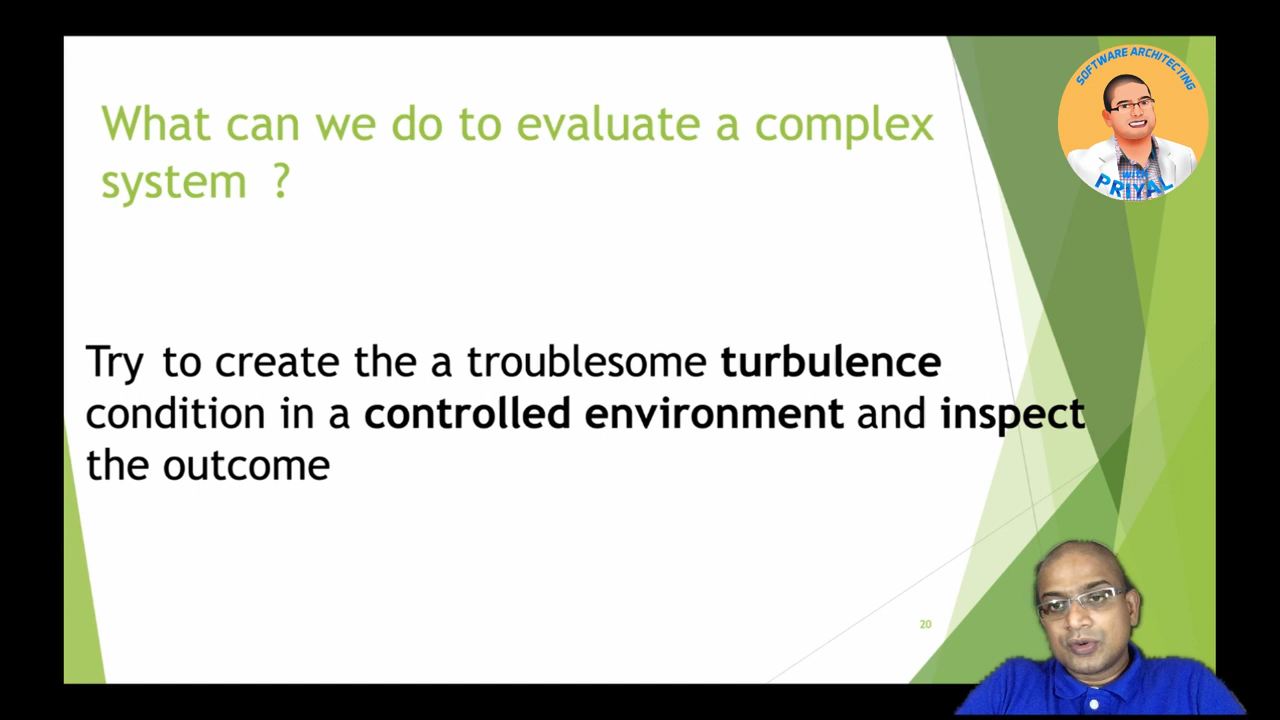 SOFTWARE ARCHITECTING
with
PRIYAL
What can we do to evaluate a complex
system ?
Try to create the a troublesome turbulence
condition in a controlled environment and inspect
the outcome
20